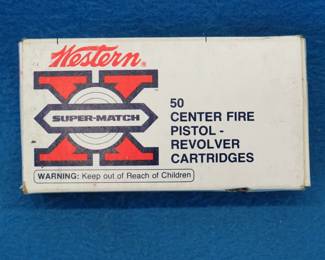 Western
X
SUPER-MATCH
50
CENTER FIRE
PISTOL -
REVOLVER
CARTRIDGES
WARNING: Keep out of Reach of Children